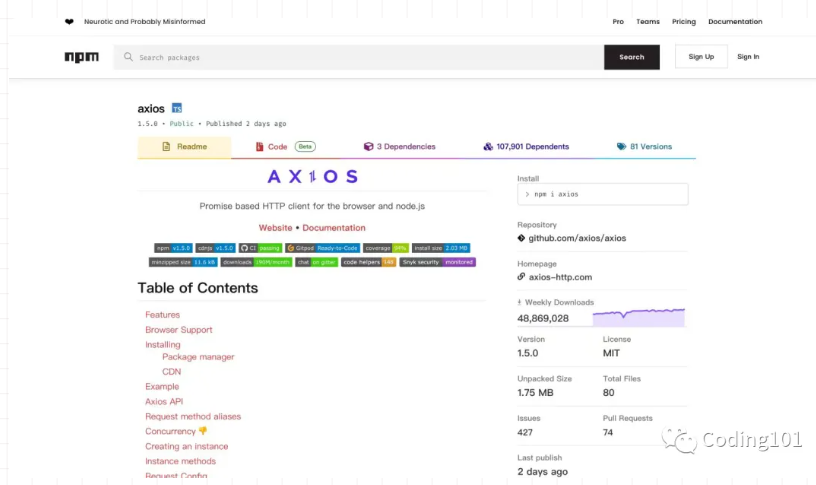 Neurotic and Probably Misinformed
Pro Teams Pricing Documentation
npm
Search packages
Search
Sign Up
Sign In
axios TS
1.5.0 • Public • Published 2 days ago
Readme
Code Beta
3 Dependencies
107,901 Dependents
81 Versions
AXIOS
Promise based HTTP client for the browser and node.js
Website • Documentation
npm v1.5.0 cdnjs v1.5.0 CI passing Gitpod Ready-to-Code coverage 94% install size 2.03 MB
minzipped size 11.6 kB downloads 190M/month chat on gitter code helpers 149 Snyk security monitored
Table of Contents
Features
Browser Support
Installing
Package manager
CDN
Example
Axios API
Request method aliases
Concurrency 👎
Creating an instance
Instance methods
Request Config
Install
> npm i axios
Repository
github.com/axios/axios
Homepage
axios-http.com
Weekly Downloads
48,869,028
Version License
1.5.0 MIT
Unpacked Size Total Files
1.75 MB 80
Issues Pull Requests
427 74
Last publish
2 days ago
Coding101